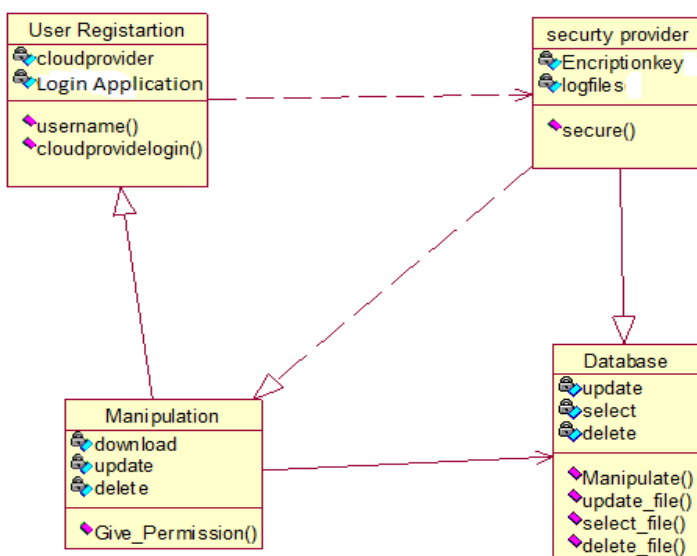 User Registartion
cloudprovider
Login Application
username()
cloudprovidelogin()
securty provider
Encriptionkey
logfiles
secure()
Manipulation
download
update
delete
Give_Permission()
Database
update
select
delete
Manipulate()
update_file()
select_file()
delete_file()